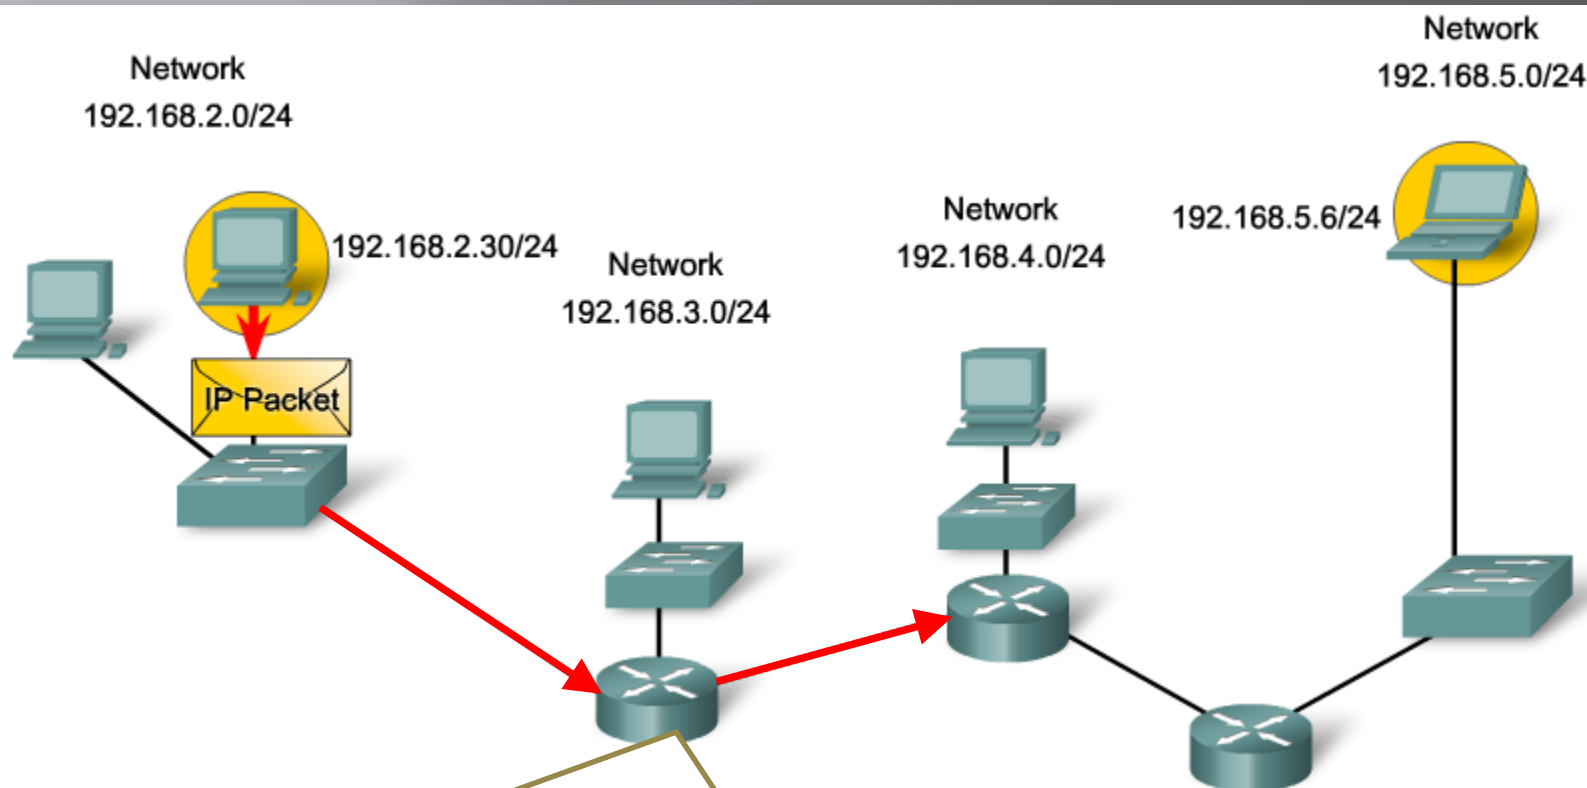 Network
192.168.2.0/24
192.168.2.30/24
IP Packet
Network
192.168.3.0/24
Network
192.168.4.0/24
Network
192.168.5.0/24
192.168.5.6/24